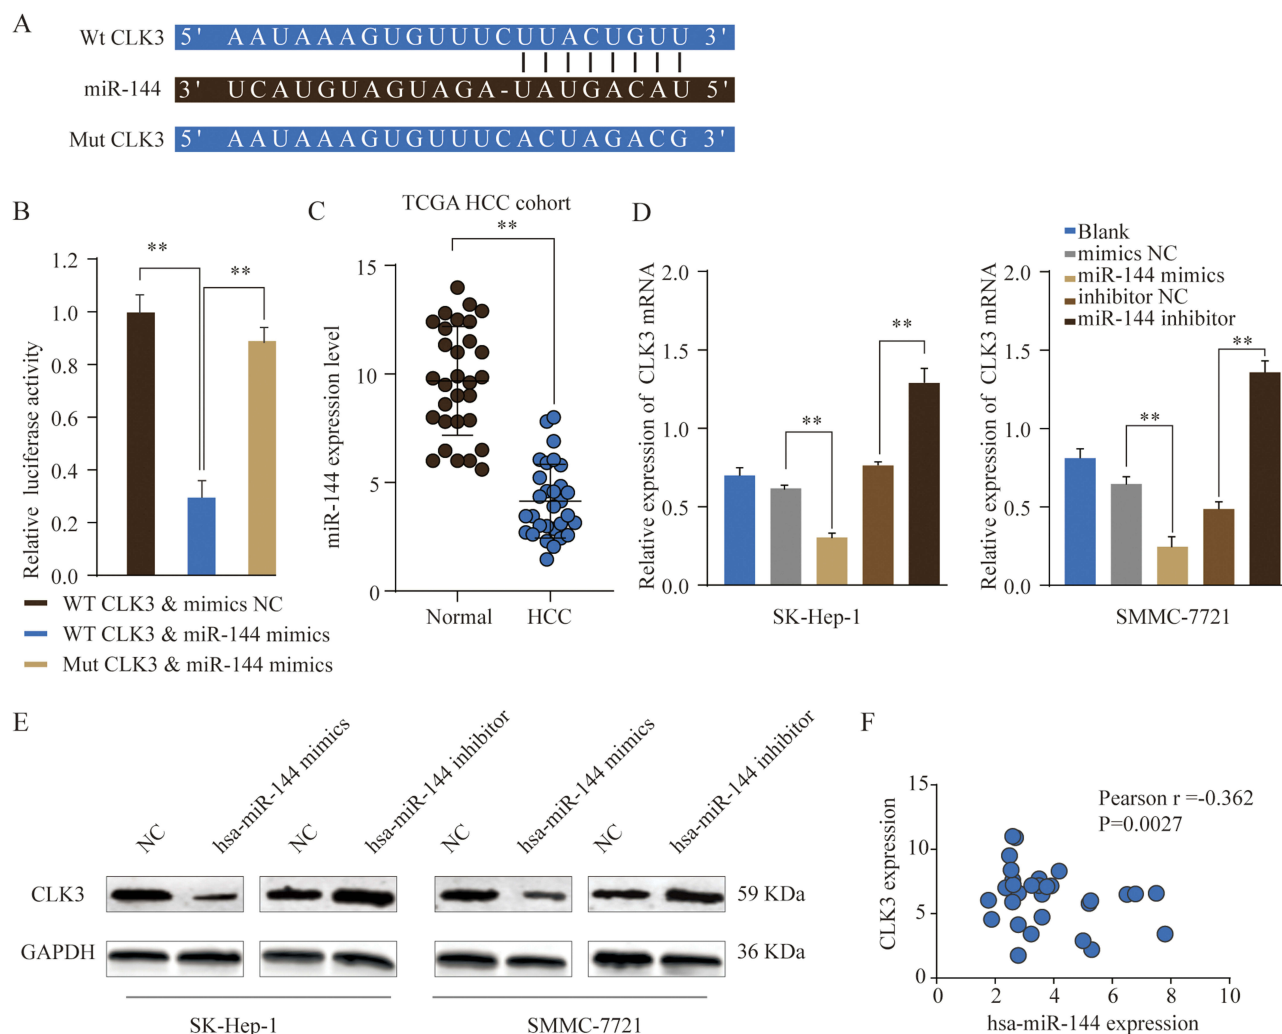 A
Wt CLK3 5' AAUAAAGUGUUUCUUACUGUU 3'
miR-144 3' UCAUGUAGUAGA-UAUGACAU 5'
Mut CLK3 5' AAUAAAGUGUUUCACUAGACG 3'
B
Relative luciferase activity
1.2
1.0
0.8
0.6
0.4
0.2
0.0
**
**
WT CLK3 & mimics NC
WT CLK3 & miR-144 mimics
Mut CLK3 & miR-144 mimics
C
TCGA HCC cohort
**
miR-144 expression level
15
10
5
0
Normal HCC
D
Blank
mimics NC
miR-144 mimics
inhibitor NC
miR-144 inhibitor
Relative expression of CLK3 mRNA
2.0
1.5
1.0
0.5
0.0
**
**
SK-Hep-1
Relative expression of CLK3 mRNA
2.0
1.5
1.0
0.5
0.0
**
**
SMMC-7721
E
NC
hsa-miR-144 mimics
NC
hsa-miR-144 inhibitor
NC
hsa-miR-144 mimics
NC
hsa-miR-144 inhibitor
CLK3 59 KDa
GAPDH 36 KDa
SK-Hep-1 SMMC-7721
F
Pearson r =-0.362
P=0.0027
CLK3 expression
15
10
5
0
0 2 4 6 8 10
hsa-miR-144 expression